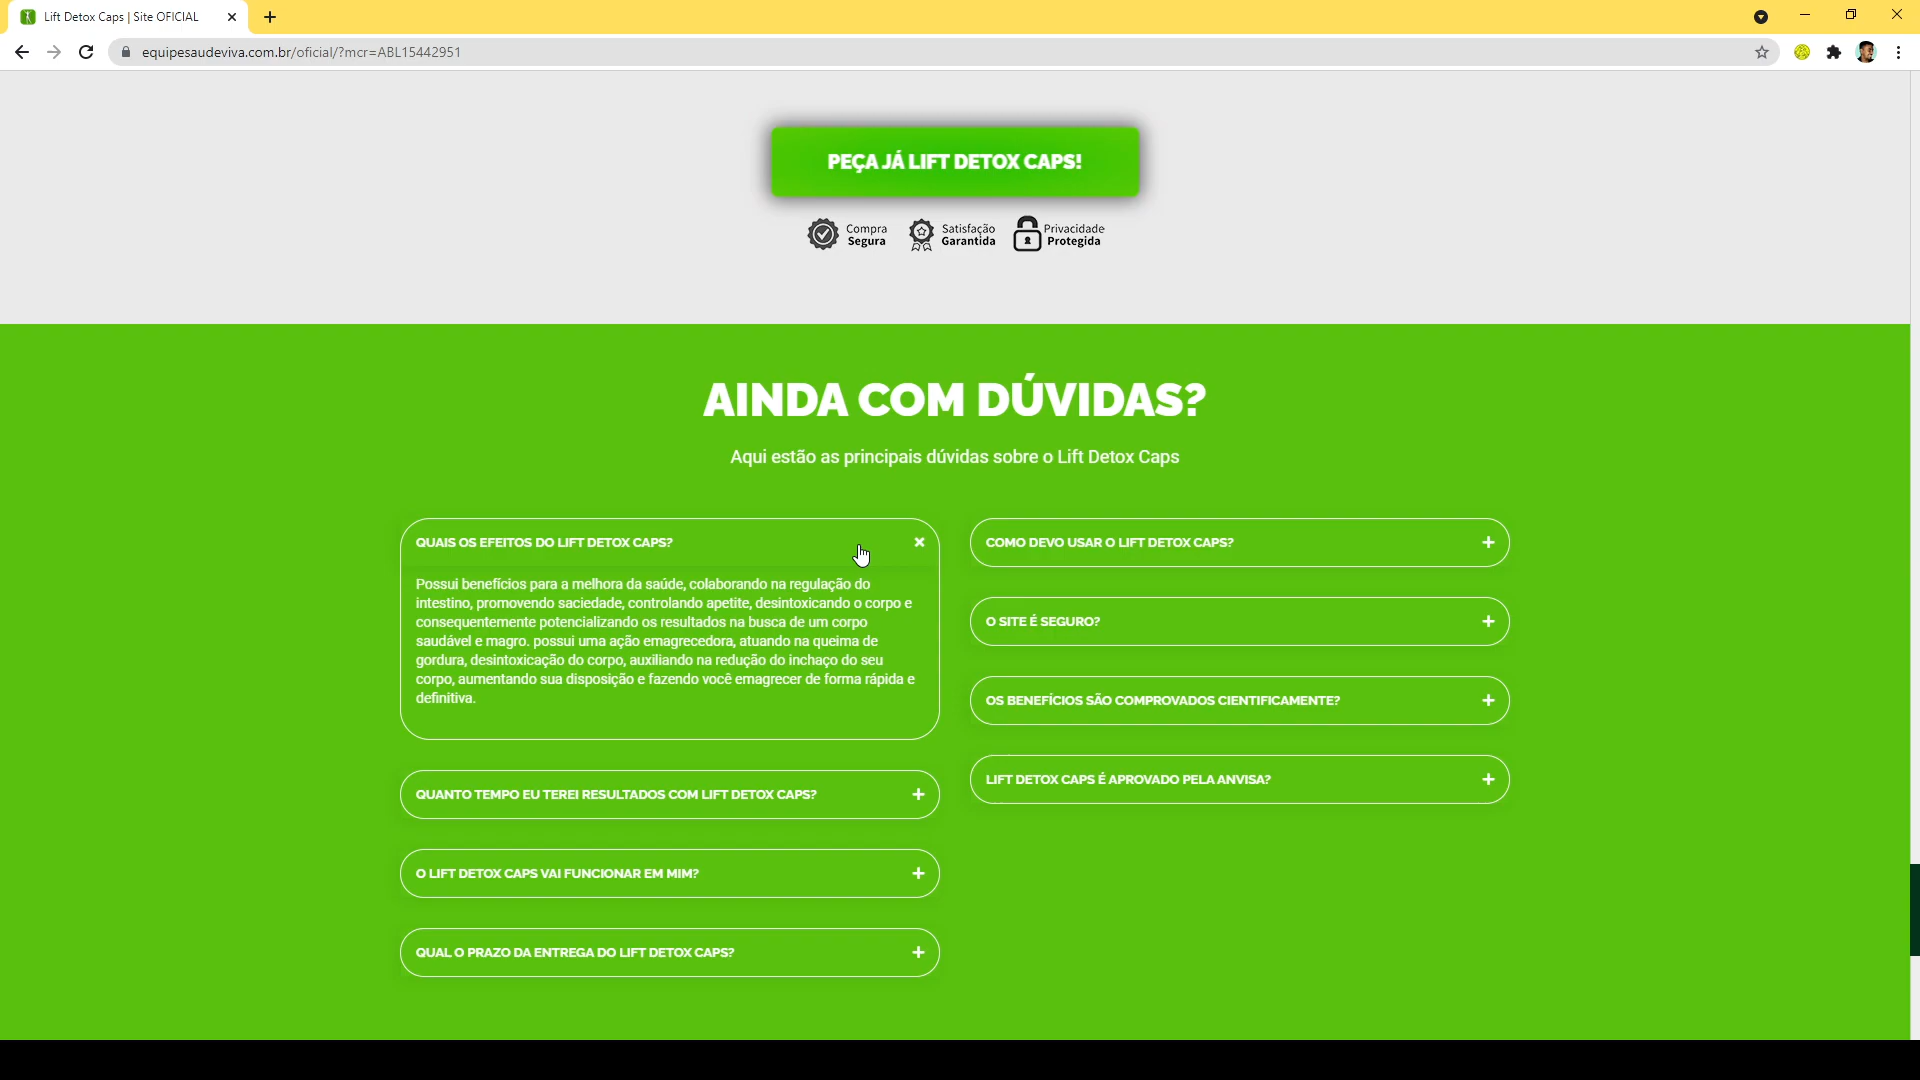 Lift Detox Caps | Site OFICIAL
equipesaudeviva.com.br/oficial/?mcr=ABL15442951
PEÇA JÁ LIFT DETOX CAPS!
Compra
Segura
Satisfação
Garantida
Privacidade
Protegida
AINDA COM DÚVIDAS?
Aqui estão as principais dúvidas sobre o Lift Detox Caps
QUAIS OS EFEITOS DO LIFT DETOX CAPS?
Possui benefícios para a melhora da saúde, colaborando na regulação do
intestino, promovendo saciedade, controlando apetite, desintoxicando o corpo e
consequentemente potencializando os resultados na busca de um corpo
saudável e magro. possui uma ação emagrecedora, atuando na queima de
gordura, desintoxicação do corpo, auxiliando na redução do inchaço do seu
corpo, aumentando sua disposição e fazendo você emagrecer de forma rápida e
definitiva.
QUANTO TEMPO EU TEREI RESULTADOS COM LIFT DETOX CAPS?
O LIFT DETOX CAPS VAI FUNCIONAR EM MIM?
QUAL O PRAZO DA ENTREGA DO LIFT DETOX CAPS?
COMO DEVO USAR O LIFT DETOX CAPS?
O SITE É SEGURO?
OS BENEFÍCIOS SÃO COMPROVADOS CIENTIFICAMENTE?
LIFT DETOX CAPS É APROVADO PELA ANVISA?